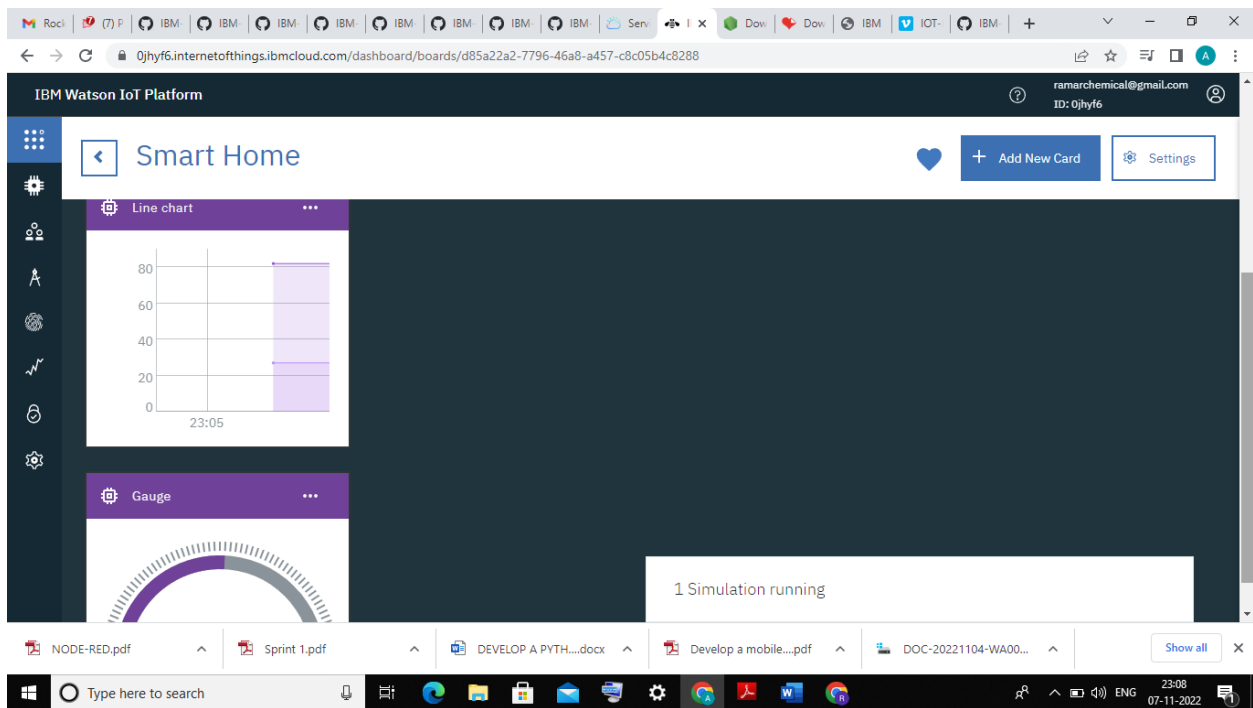 Rock (7) P IBM- IBM- IBM- IBM- IBM- IBM- IBM- IBM- Serv Dow Dow IBM IOT- IBM-
0jhyf6.internetofthings.ibmcloud.com/dashboard/boards/d85a22a2-7796-46a8-a457-c8c05b4c8288 A
IBM Watson IoT Platform
ramarchemical@gmail.com
ID: 0jhyf6
Smart Home
+ Add New Card
Settings
Line chart
80
60
40
20
0
23:05
Gauge
1 Simulation running
NODE-RED.pdf Sprint 1.pdf DEVELOP A PYTH....docx Develop a mobile....pdf DOC-20221104-WA00... Show all
Type here to search
ENG
23:08
07-11-2022